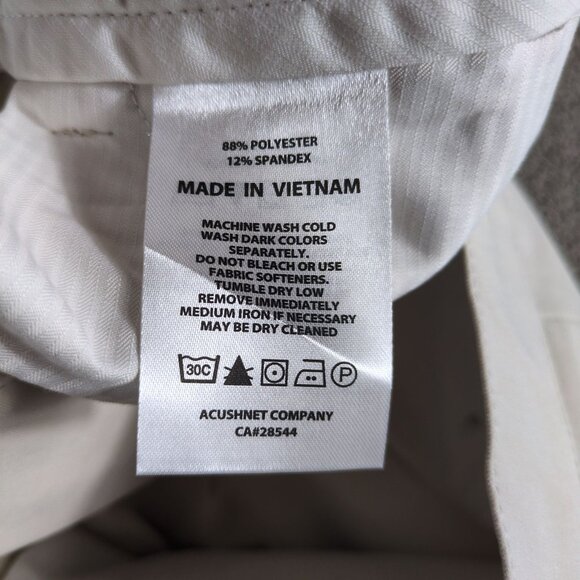 88% POLYESTER
12% SPANDEX
MADE IN VIETNAM
MACHINE WASH COLD
WASH DARK COLORS
SEPARATELY.
DO NOT BLEACH OR USE
FABRIC SOFTENERS.
TUMBLE DRY LOW
REMOVE IMMEDIATELY
MEDIUM IRON IF NECESSARY
MAY BE DRY CLEANED
30C P
ACUSHNET COMPANY
CA#28544